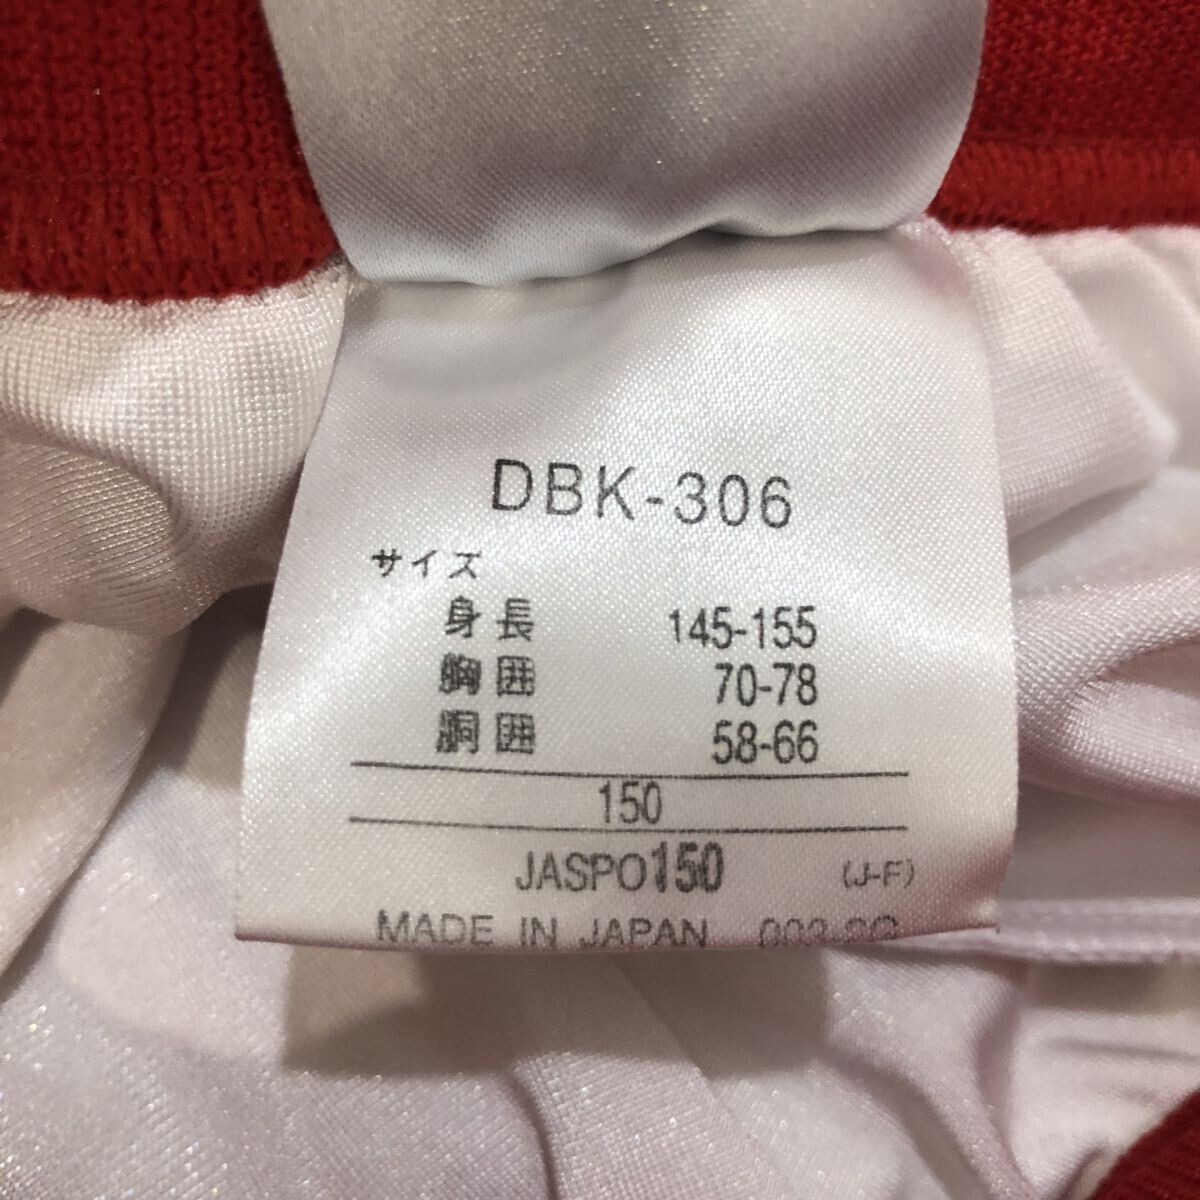 DBK-306
サイズ
身長 145-155
胸囲 70-78
胴囲 58-66
150
JASPO150 (J-F)
MADE IN JAPAN